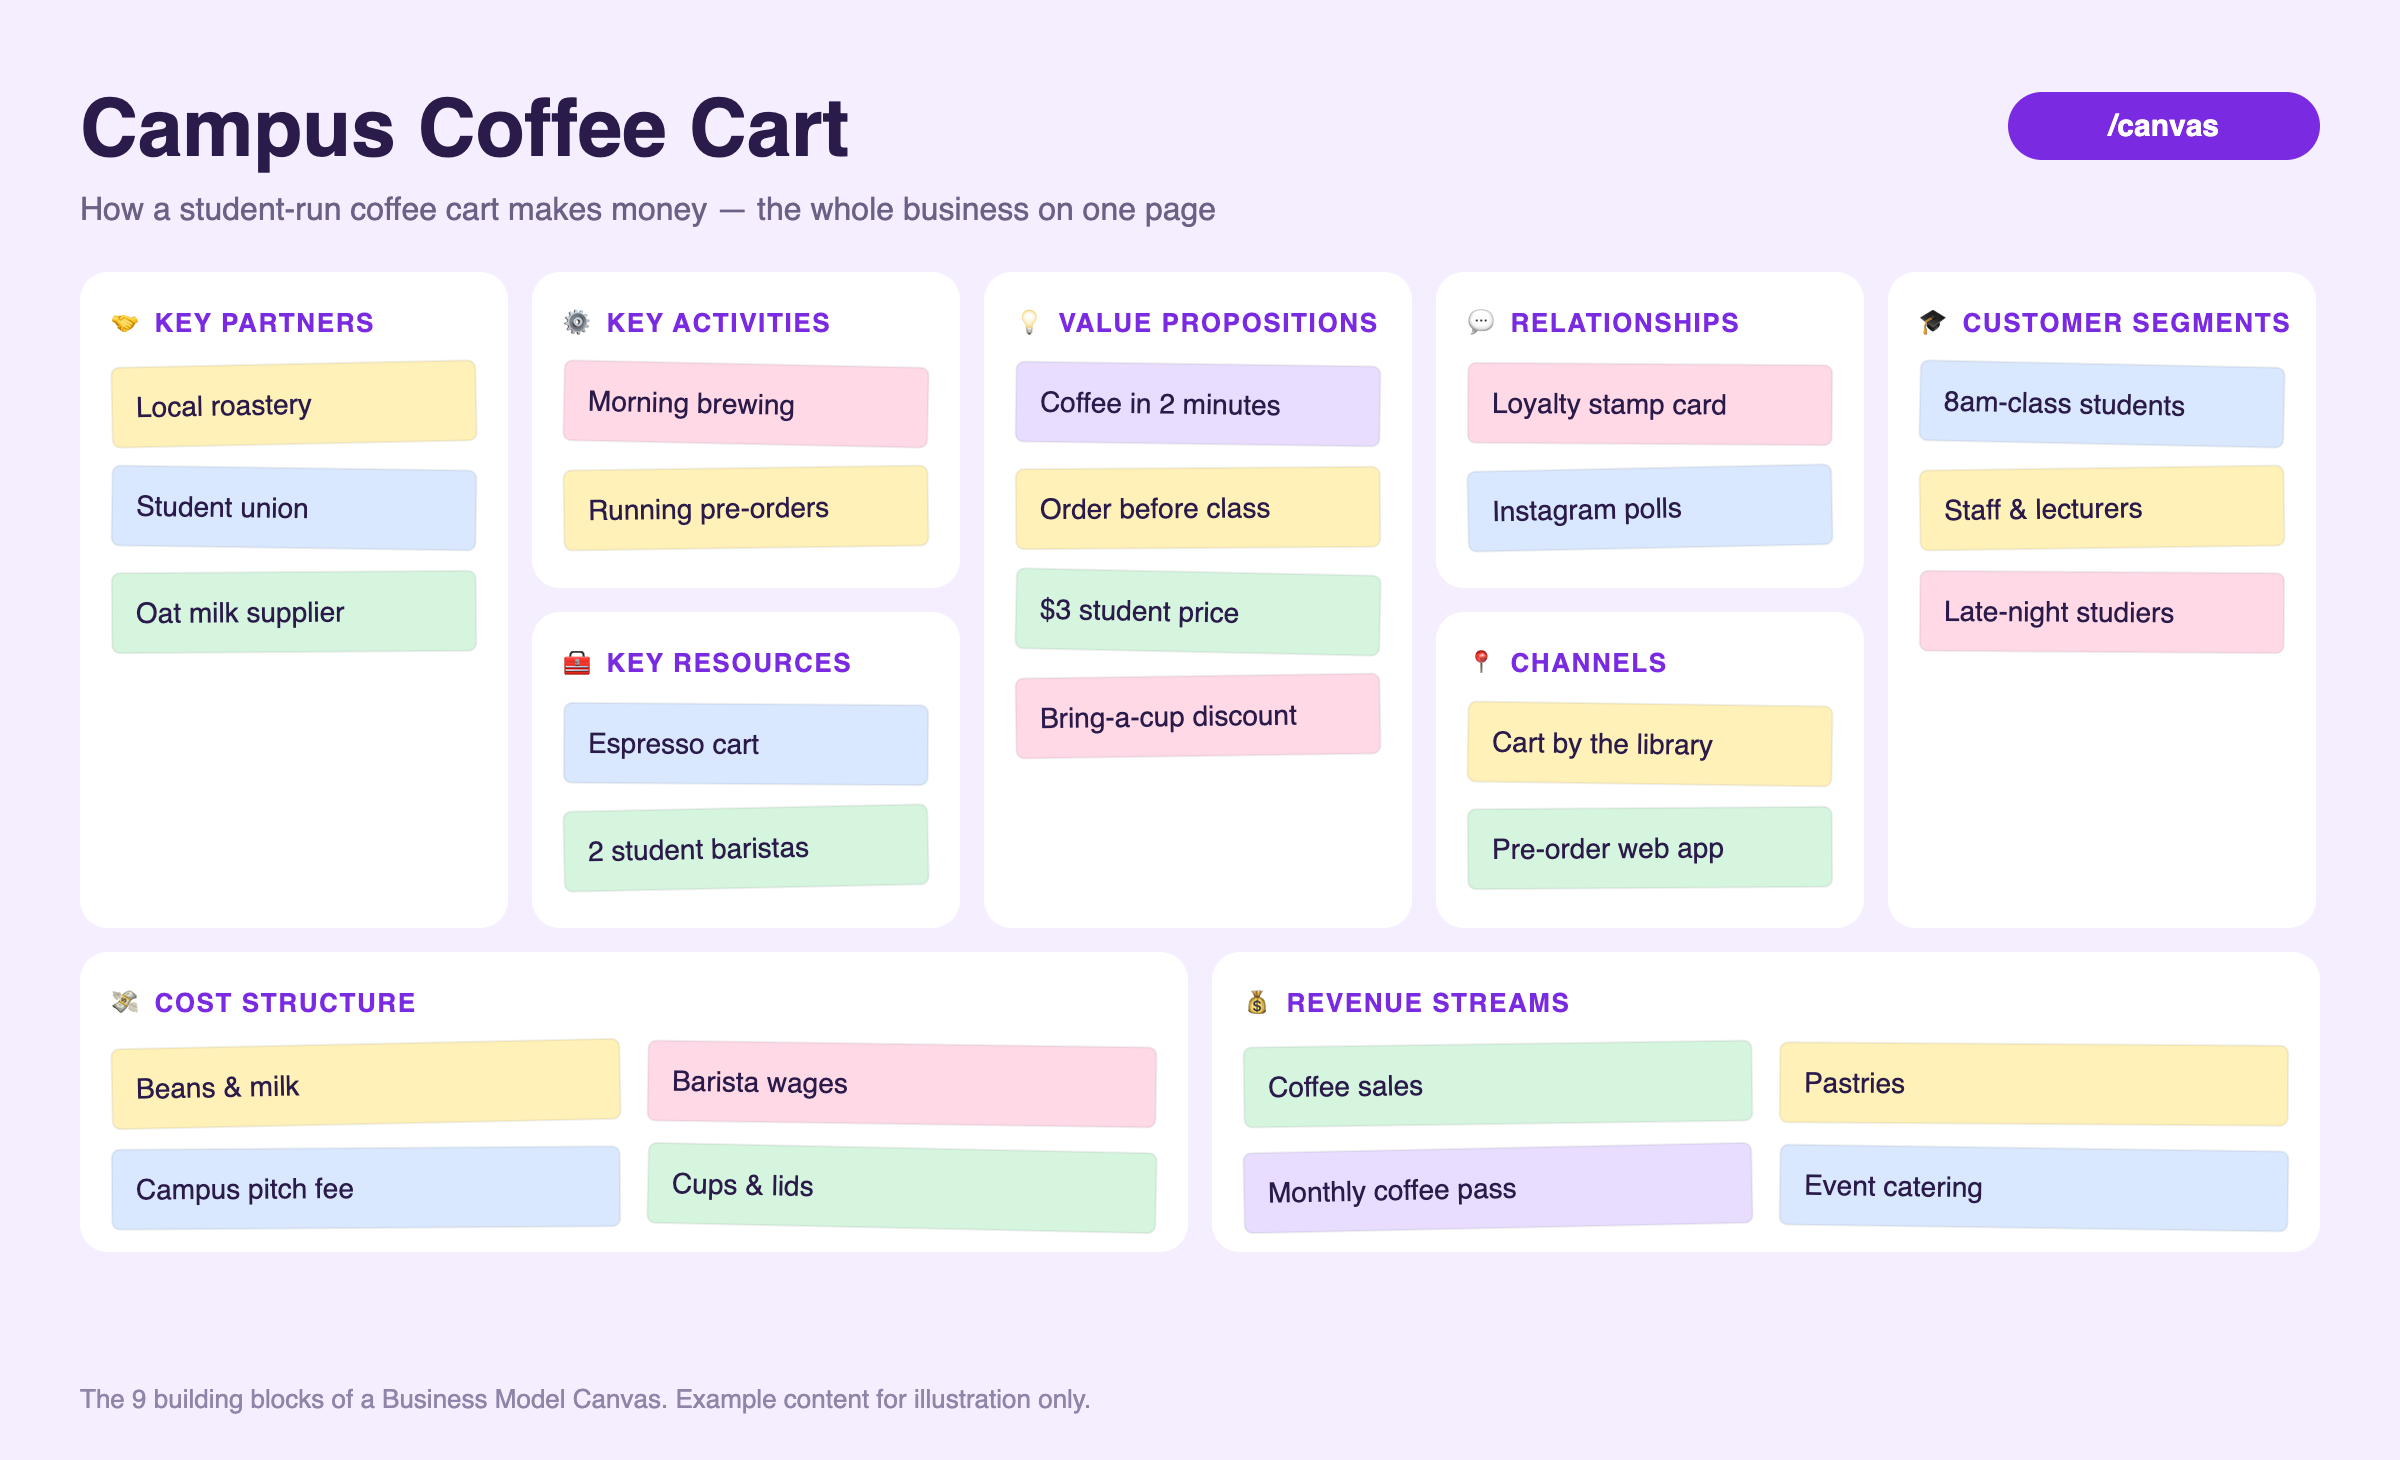 Campus Coffee Cart
/canvas
How a student-run coffee cart makes money — the whole business on one page
KEY PARTNERS
Local roastery
Student union
Oat milk supplier
KEY ACTIVITIES
Morning brewing
Running pre-orders
KEY RESOURCES
Espresso cart
2 student baristas
VALUE PROPOSITIONS
Coffee in 2 minutes
Order before class
$3 student price
Bring-a-cup discount
RELATIONSHIPS
Loyalty stamp card
Instagram polls
CHANNELS
Cart by the library
Pre-order web app
CUSTOMER SEGMENTS
8am-class students
Staff & lecturers
Late-night studiers
COST STRUCTURE
Beans & milk
Barista wages
Campus pitch fee
Cups & lids
REVENUE STREAMS
Coffee sales
Pastries
Monthly coffee pass
Event catering
The 9 building blocks of a Business Model Canvas. Example content for illustration only.